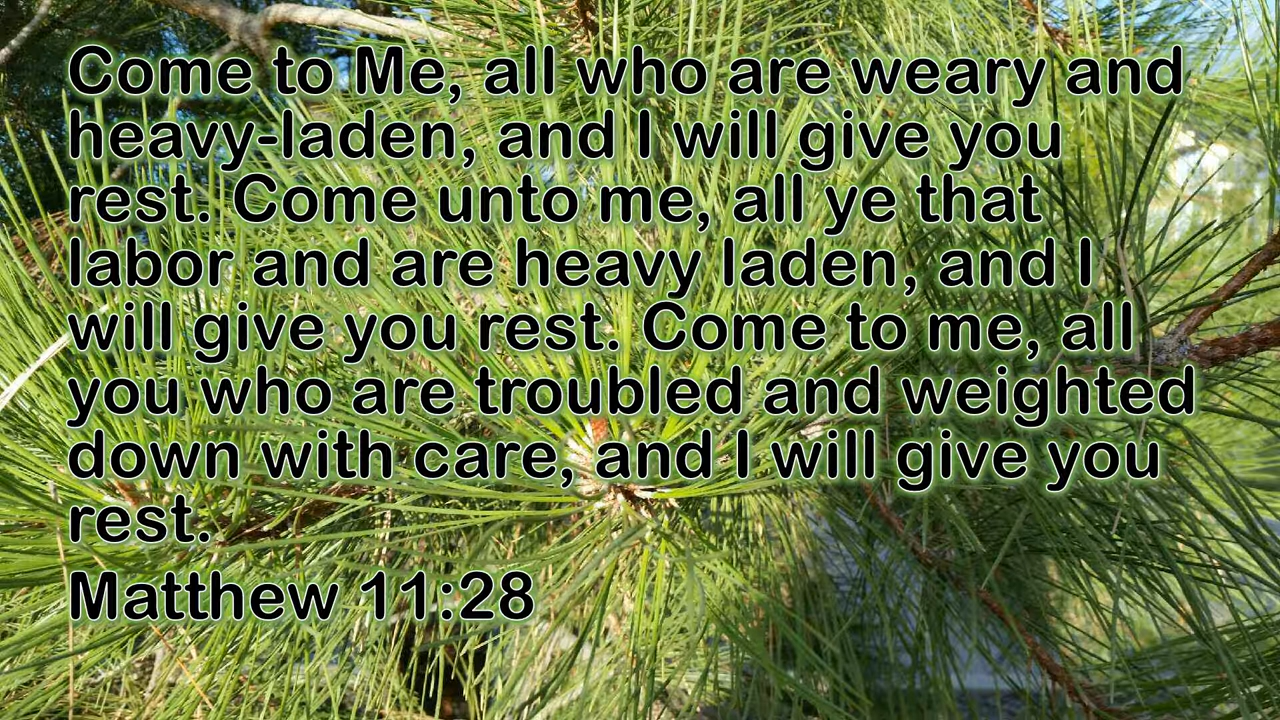 Come to Me, all who are weary and
heavy-laden, and I will give you
rest. Come unto me, all ye that
labor and are heavy laden, and I
will give you rest. Come to me, all
you who are troubled and weighted
down with care, and I will give you
rest.
Matthew 11:28